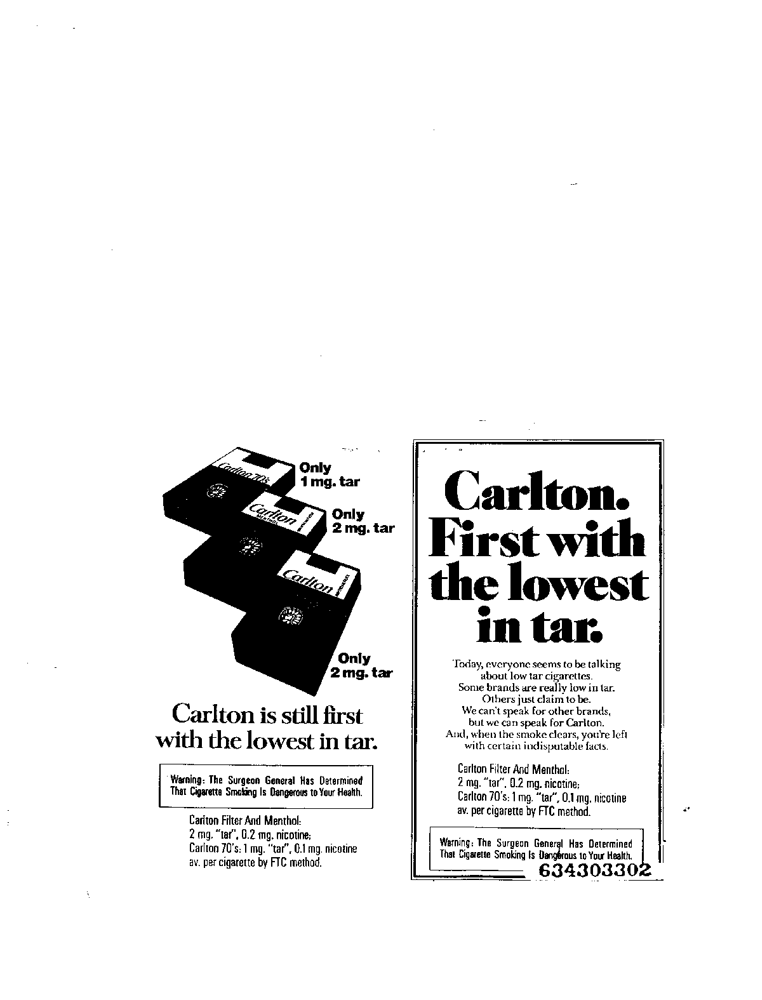 Only
1 mg. tar
Carlton 70's
Only
2 mg. tar
Carlton
Carlton
Only
2 mg. tar
Carlton is still first
with the lowest in tar.
Warning: The Surgeon General Has Determined
That Cigarette Smoking Is Dangerous to Your Health.
Carlton Filter And Menthol:
2 mg. "tar", 0.2 mg. nicotine;
Carlton 70's: 1 mg. "tar", 0.1 mg. nicotine
av. per cigarette by FTC method.
Carlton.
First with
the lowest
in tar.
Today, everyone seems to be talking
about low tar cigarettes.
Some brands are really low in tar.
Others just claim to be.
We can't speak for other brands,
but we can speak for Carlton.
And, when the smoke clears, you're left
with certain indisputable facts.
Carlton Filter And Menthol:
2 mg. "tar", 0.2 mg. nicotine;
Carlton 70's: 1 mg. "tar", 0.1 mg. nicotine
av. per cigarette by FTC method.
Warning: The Surgeon General Has Determined
That Cigarette Smoking Is Dangerous to Your Health.
634303302